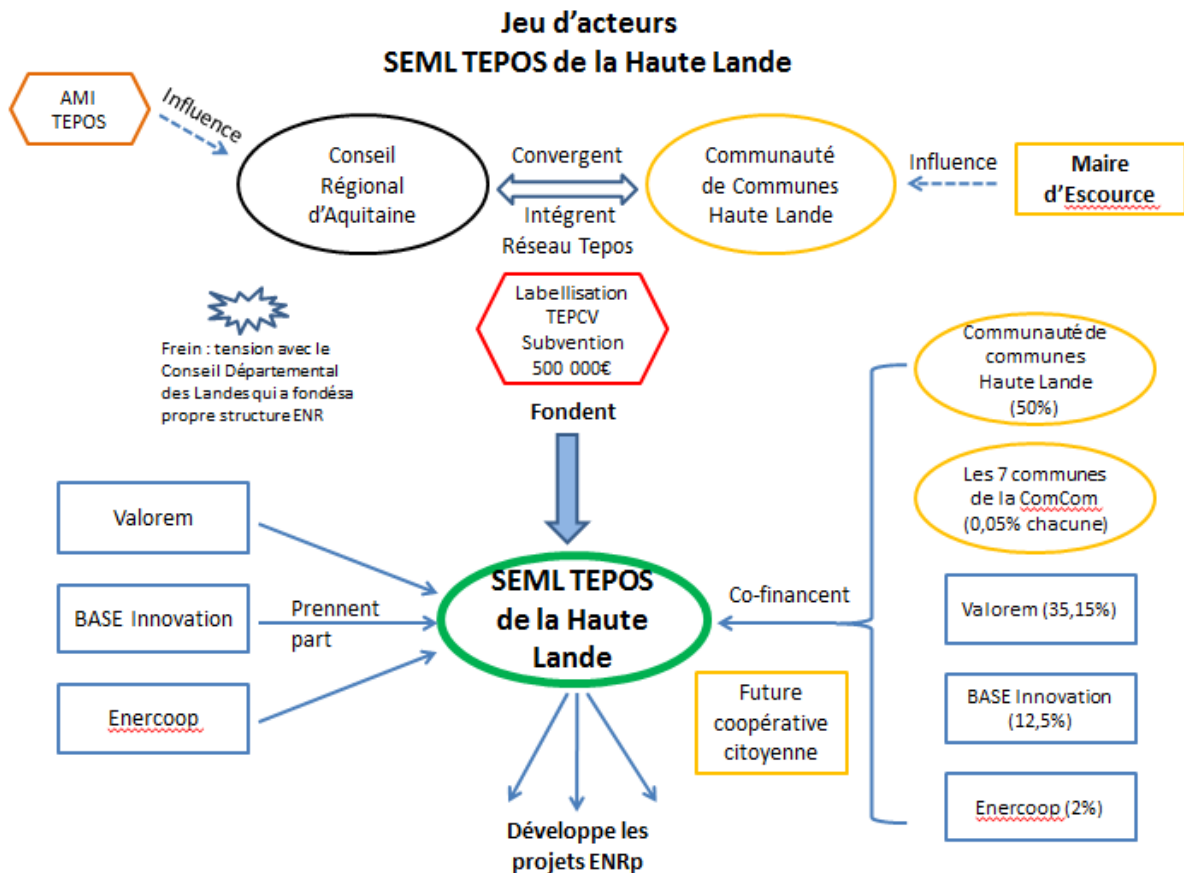 Jeu d'acteurs
SEML TEPOS de la Haute Lande
AMI
TEPOS
Influence
Conseil
Régional
d'Aquitaine
Convergent
Intégrent
Réseau Tepos
Communauté
de Communes
Haute Lande
Influence
Maire
d'Escource
Labellisation
TEPCV
Subvention
500 000€
Frein : tension avec le
Conseil Départemental
des Landes qui a fondésa
propre structure ENR
Fondent
Communauté de
communes
Haute Lande
(50%)
Les 7 communes
de la ComCom
(0,05% chacune)
Valorem
BASE Innovation
Enercoop
Prennent
part
SEML TEPOS
de la Haute
Lande
Co-financent
Valorem (35,15%)
BASE Innovation
(12,5%)
Enercoop (2%)
Future
coopérative
citoyenne
Développe les
projets ENRp